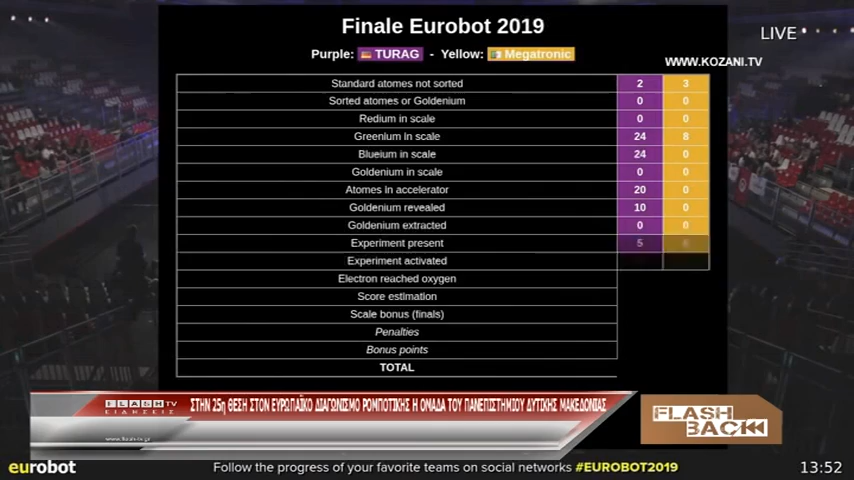 Finale Eurobot 2019
LIVE
Purple: TURAG - Yellow: Megatronic
WWW.KOZANI.TV
Standard atomes not sorted 2 3
Sorted atomes or Goldenium 0 0
Redium in scale 0 0
Greenium in scale 24 8
Blueium in scale 24 0
Goldenium in scale 0 0
Atomes in accelerator 20 0
Goldenium revealed 10 0
Goldenium extracted 0 0
Experiment present 5
Experiment activated
Electron reached oxygen
Score estimation
Scale bonus (finals)
Penalties
Bonus points
TOTAL
FLASH TV
ΕΙΔΗΣΕΙΣ
ΣΤΗΝ 25η ΘΕΣΗ ΣΤΟΝ ΕΥΡΩΠΑΪΚΟ ΔΙΑΓΩΝΙΣΜΟ ΡΟΜΠΟΤΙΚΗΣ Η ΟΜΑΔΑ ΤΟΥ ΠΑΝΕΠΙΣΤΗΜΙΟΥ ΔΥΤΙΚΗΣ ΜΑΚΕΔΟΝΙΑΣ
FLASH
BACK
eurobot
Follow the progress of your favorite teams on social networks #EUROBOT2019
13:52